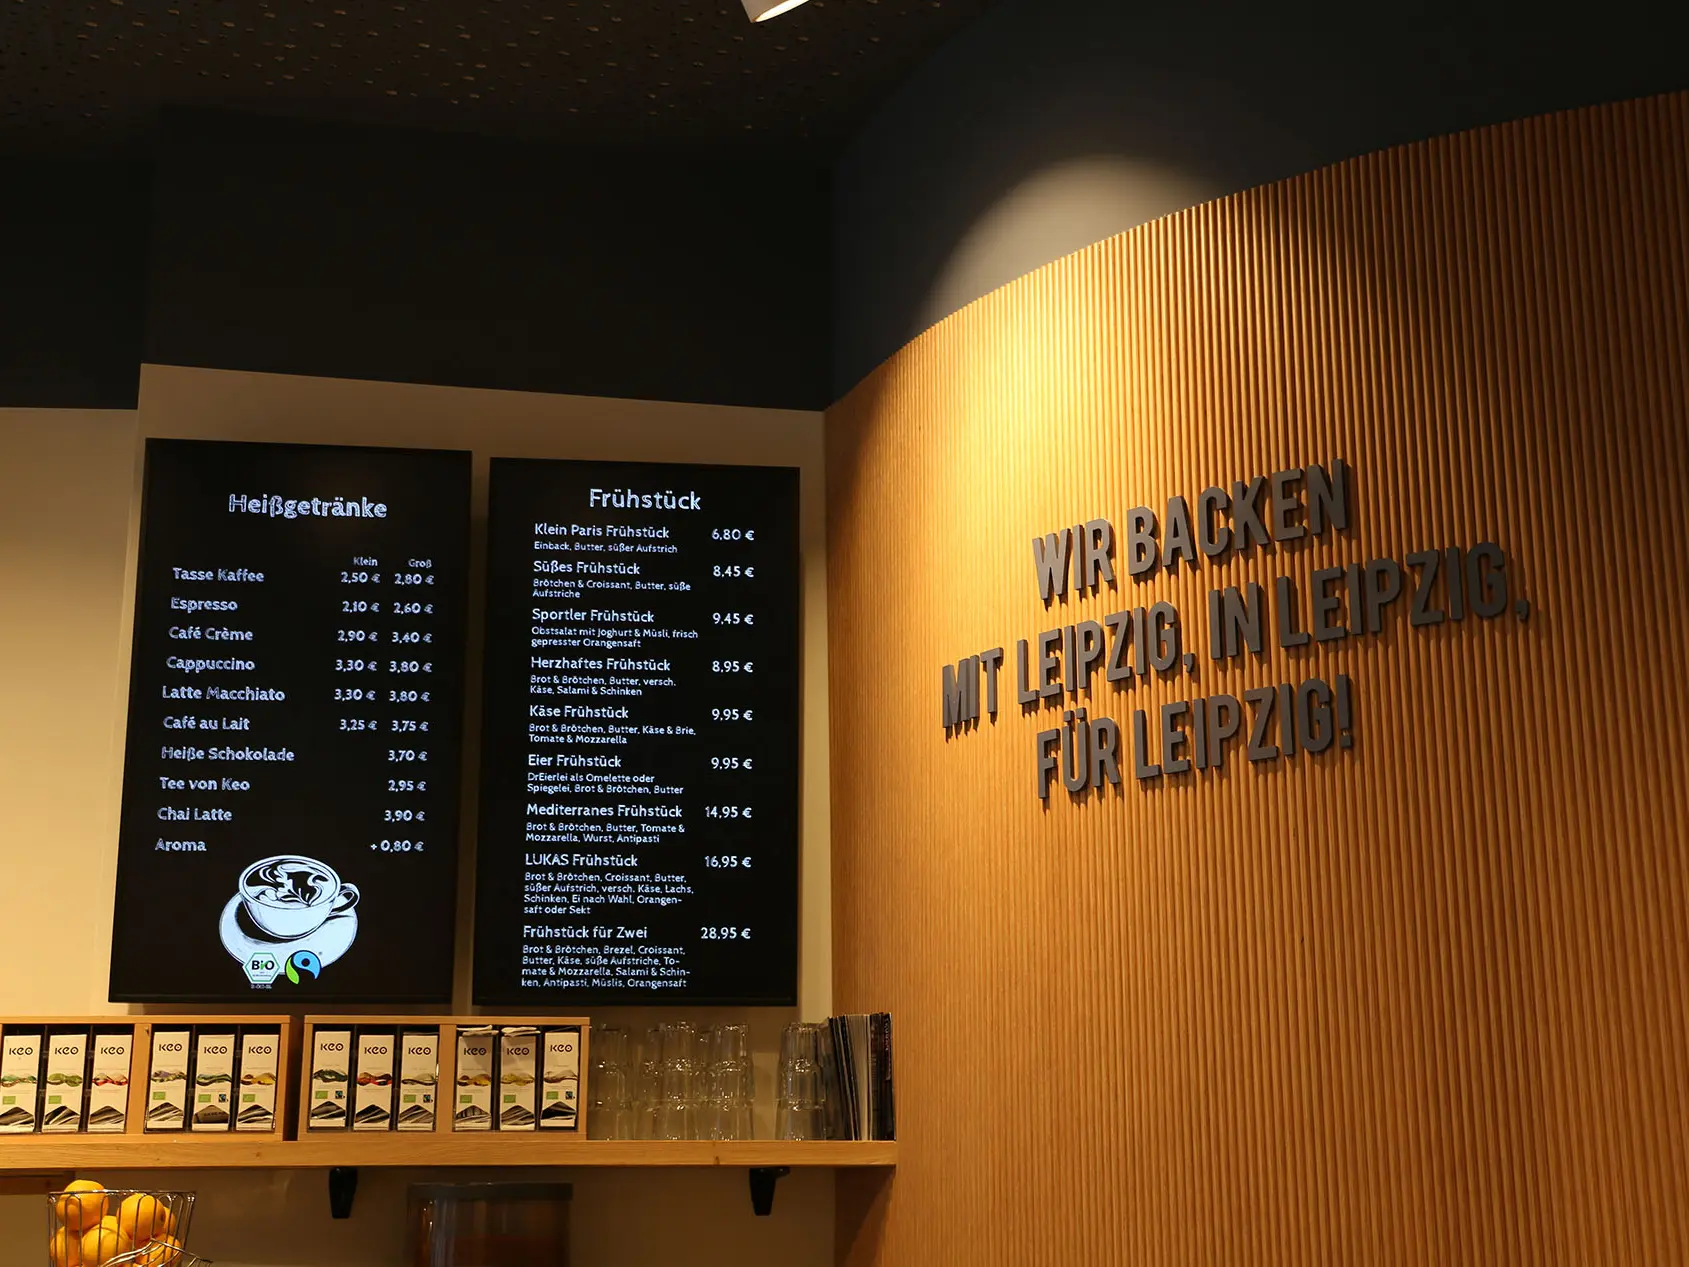 Heißgetränke
Klein Groß
Tasse Kaffee 2,50 € 2,80 €
Espresso 2,10 € 2,60 €
Café Crème 2,90 € 3,40 €
Cappuccino 3,30 € 3,80 €
Latte Macchiato 3,30 € 3,80 €
Café au Lait 3,25 € 3,75 €
Heiße Schokolade 3,70 €
Tee von Keo 2,95 €
Chai Latte 3,90 €
Aroma + 0,80 €
BIO
Frühstück
Klein Paris Frühstück 6,80 €
Einback, Butter, süßer Aufstrich
Süßes Frühstück 8,45 €
Brötchen & Croissant, Butter, süße
Aufstriche
Sportler Frühstück 9,45 €
Obstsalat mit Joghurt & Müsli, frisch
gepresster Orangensaft
Herzhaftes Frühstück 8,95 €
Brot & Brötchen, Butter, versch.
Käse, Salami & Schinken
Käse Frühstück 9,95 €
Brot & Brötchen, Butter, Käse & Brie,
Tomate & Mozzarella
Eier Frühstück 9,95 €
DrEierlei als Omelette oder
Spiegelei, Brot & Brötchen, Butter
Mediterranes Frühstück 14,95 €
Brot & Brötchen, Butter, Tomate &
Mozzarella, Wurst, Antipasti
LUKAS Frühstück 16,95 €
Brot & Brötchen, Croissant, Butter,
süßer Aufstrich, versch. Käse, Lachs,
Schinken, Ei nach Wahl, Orangen-
saft oder Sekt
Frühstück für Zwei 28,95 €
Brot & Brötchen, Brezel, Croissant,
Butter, Käse, süße Aufstriche, To-
mate & Mozzarella, Salami & Schin-
ken, Antipasti, Müslis, Orangensaft
WIR BACKEN
MIT LEIPZIG, IN LEIPZIG,
FÜR LEIPZIG!
keo keo keo keo keo keo keo keo keo keo keo keo